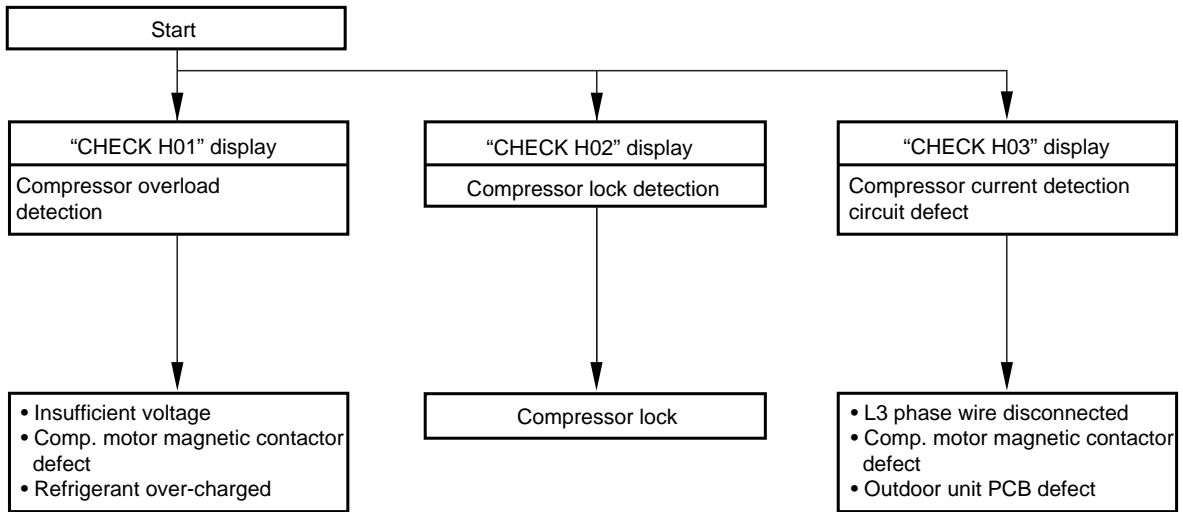 Start
“CHECK H01” display
Compressor overload
detection
“CHECK H02” display
Compressor lock detection
“CHECK H03” display
Compressor current detection
circuit defect
• Insufficient voltage
• Comp. motor magnetic contactor
defect
• Refrigerant over-charged
Compressor lock
• L3 phase wire disconnected
• Comp. motor magnetic contactor
defect
• Outdoor unit PCB defect